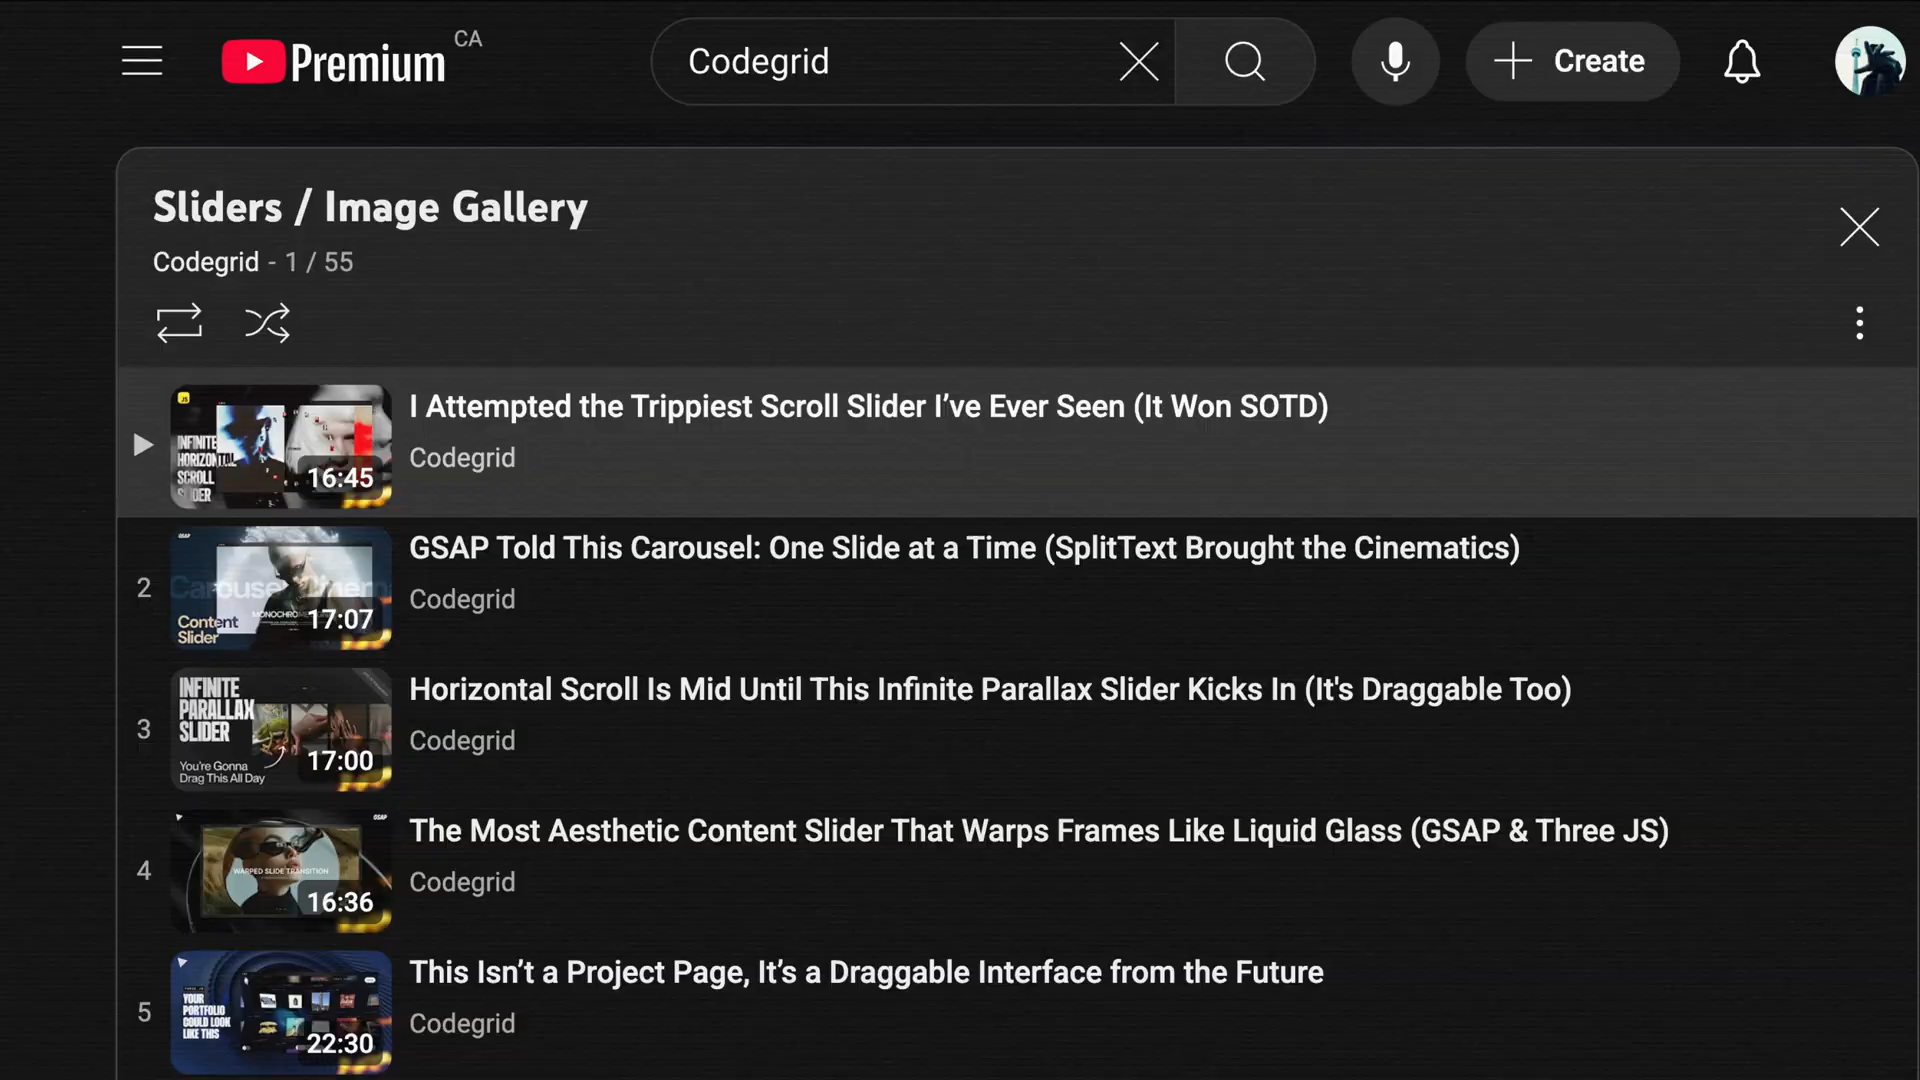 Premium CA
Codegrid
Create
Sliders / Image Gallery
Codegrid - 1 / 55
JS
INFINITE
HORIZONTAL
SCROLL
SLIDER
16:45
I Attempted the Trippiest Scroll Slider I’ve Ever Seen (It Won SOTD)
Codegrid
2
GSAP
Content
Slider
17:07
GSAP Told This Carousel: One Slide at a Time (SplitText Brought the Cinematics)
Codegrid
3
INFINITE
PARALLAX
SLIDER
You're Gonna
Drag This All Day
17:00
Horizontal Scroll Is Mid Until This Infinite Parallax Slider Kicks In (It's Draggable Too)
Codegrid
4
GSAP
WARPED SLIDE TRANSITION
16:36
The Most Aesthetic Content Slider That Warps Frames Like Liquid Glass (GSAP & Three JS)
Codegrid
5
YOUR
PORTFOLIO
COULD LOOK
LIKE THIS
22:30
This Isn’t a Project Page, It’s a Draggable Interface from the Future
Codegrid